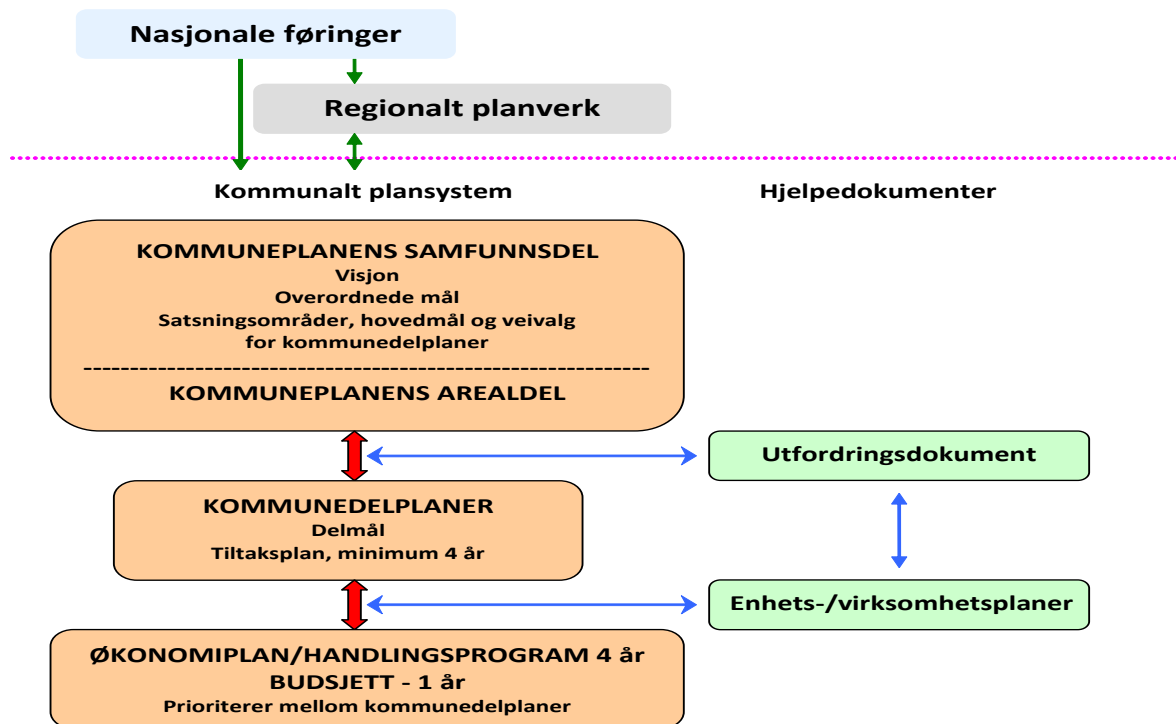 Nasjonale føringer
Regionalt planverk
Kommunalt plansystem
Hjelpedokumenter
KOMMUNEPLANENS SAMFUNNSDEL
Visjon
Overordnede mål
Satsningsområder, hovedmål og veivalg
for kommunedelplaner
KOMMUNEPLANENS AREALDEL
Utfordringsdokument
KOMMUNEDELPLANER
Delmål
Tiltaksplan, minimum 4 år
Enhets-/virksomhetsplaner
ØKONOMIPLAN/HANDLINGSPROGRAM 4 år
BUDSJETT - 1 år
Prioriterer mellom kommunedelplaner